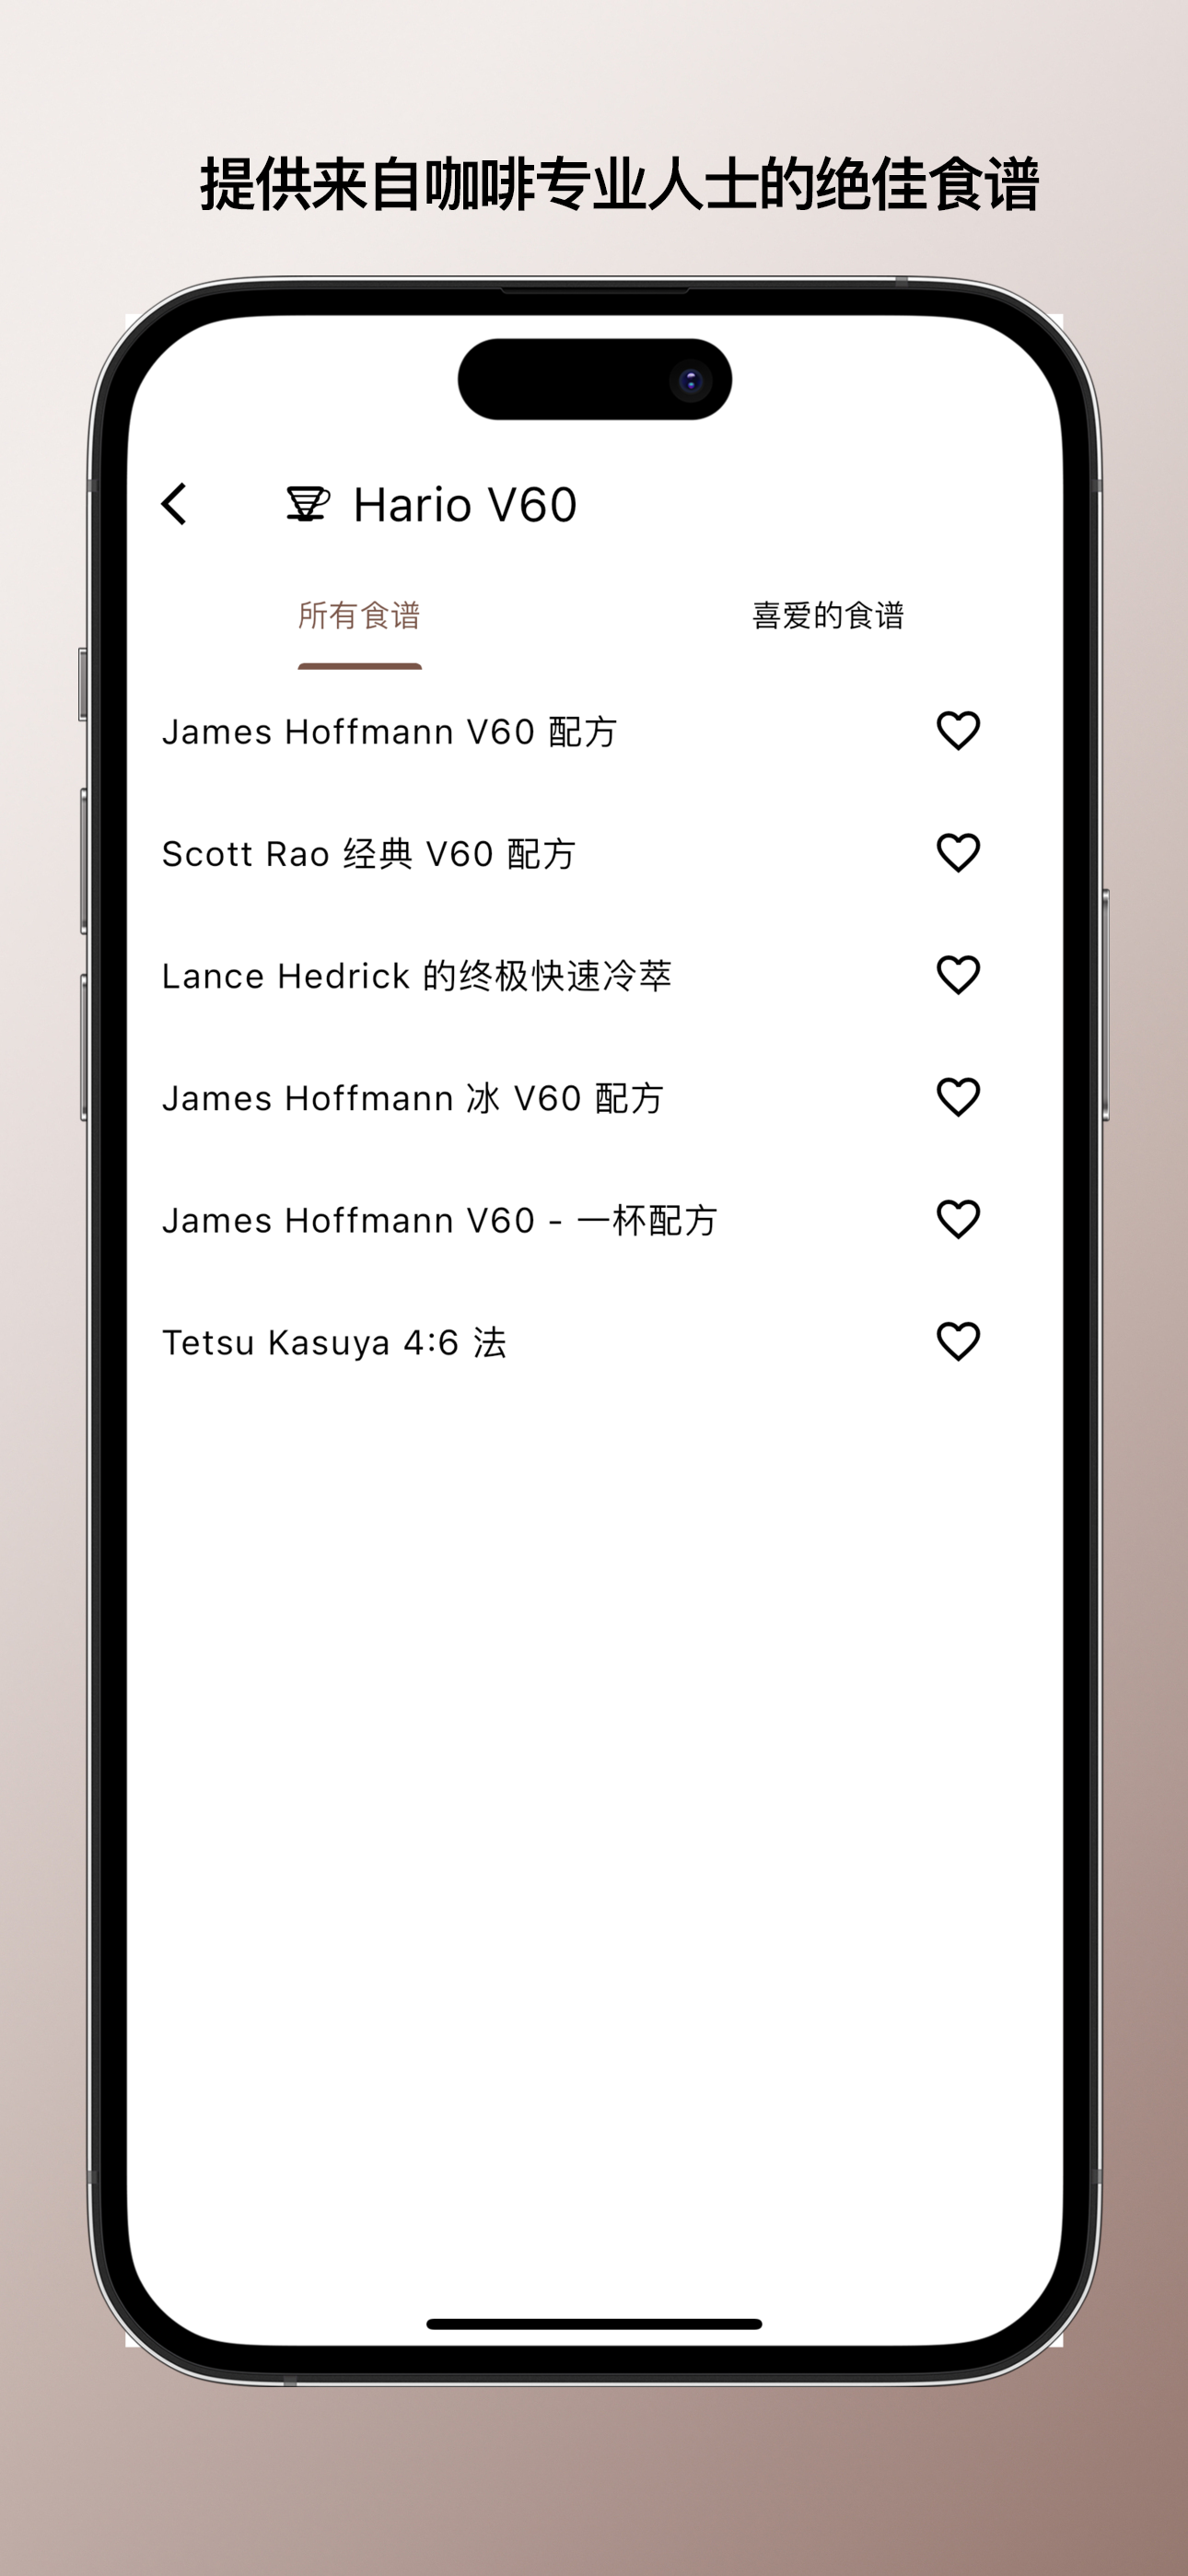 提供来自咖啡专业人士的绝佳食谱
Hario V60
所有食谱 喜爱的食谱
James Hoffmann V60 配方
Scott Rao 经典 V60 配方
Lance Hedrick 的终极快速冷萃
James Hoffmann 冰 V60 配方
James Hoffmann V60 - 一杯配方
Tetsu Kasuya 4:6 法